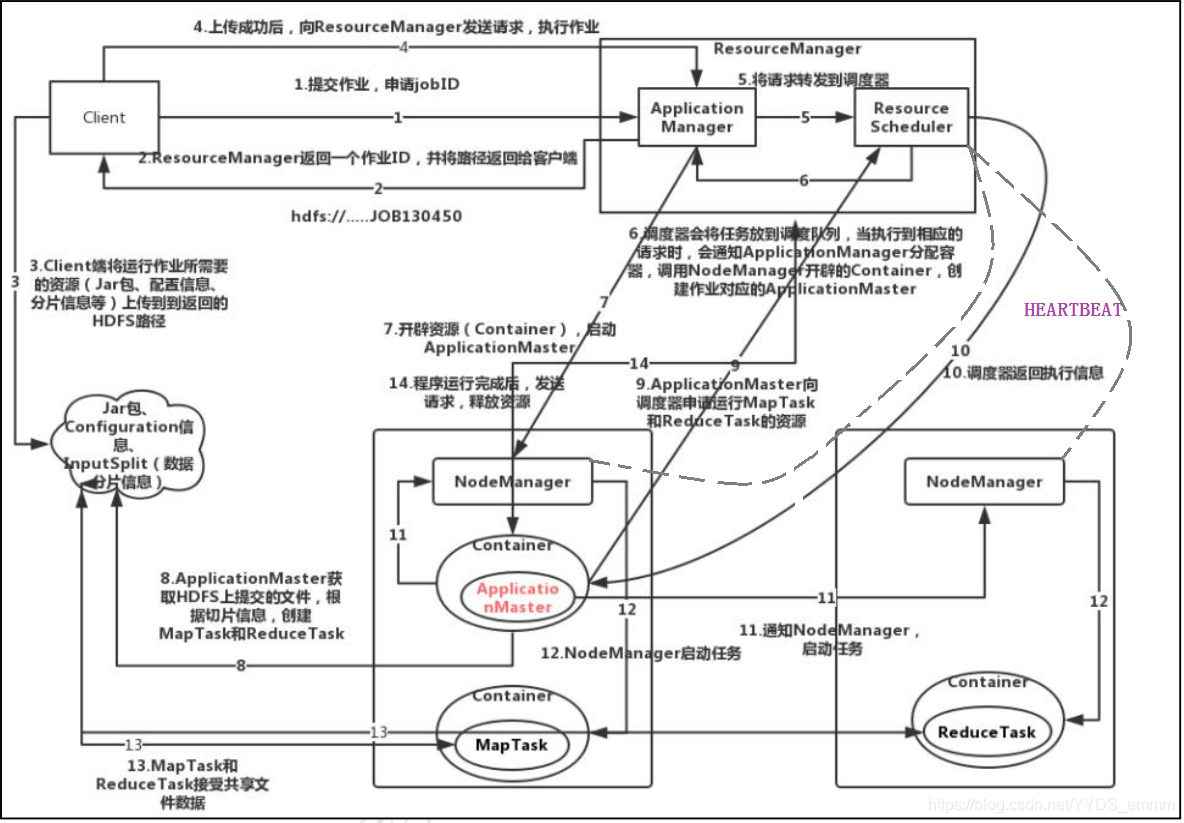 4.上传成功后，向ResourceManager发送请求，执行作业
4
ResourceManager
1.提交作业，申请jobID
5.将请求转发到调度器
Client
1
Application
Manager
5
Resource
Scheduler
2.ResourceManager返回一个作业ID，并将路径返回给客户端
2
6
hdfs://.....JOB130450
6.调度器会将任务放到调度队列，当执行到相应的
请求时，会通知ApplicationManager分配容
器，调用NodeManager开辟的Container，创
建作业对应的ApplicationMaster
3.Client端将运行作业所需要
的资源（Jar包、配置信息、
分片信息等）上传到到返回的
HDFS路径
3
7
HEARTBEAT
7.开辟资源（Container），启动
ApplicationMaster
14
9
10
10.调度器返回执行信息
14.程序运行完成后，发送
请求，释放资源
9.ApplicationMaster向
调度器申请运行MapTask
和ReduceTask的资源
Jar包、
Configuration信
息、
InputSplit（数据
分片信息）
NodeManager
NodeManager
11
Container
Applicatio
nMaster
8.ApplicationMaster获
取HDFS上提交的文件，根
据切片信息，创建
MapTask和ReduceTask
8
12
11
12
11.通知NodeManager，
启动任务
12.NodeManager启动任务
Container
MapTask
Container
ReduceTask
13
13
13.MapTask和
ReduceTask接受共享文
件数据
https://blog.csdn.net/YYDS_emmm